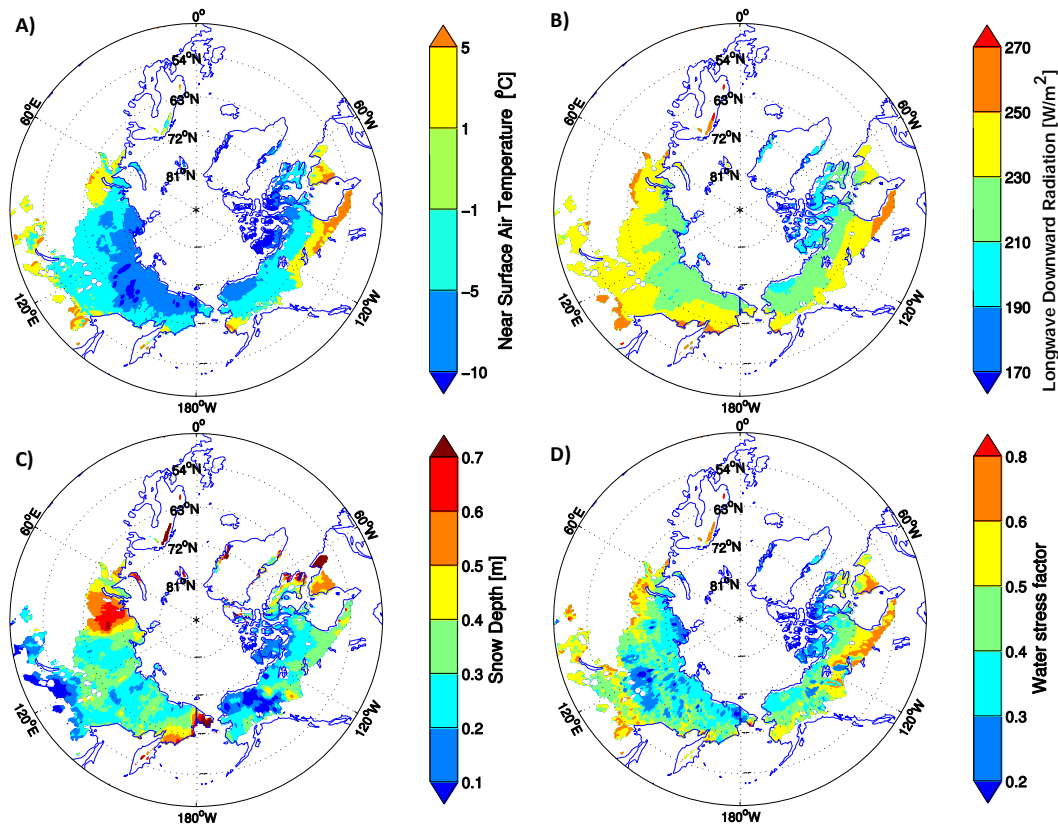 A)
0°
54°N
63°N
72°N
81°N
60°E
60°W
120°E
120°W
180°W
5
1
-1
-5
-10
Near Surface Air Temperature [°C]
B)
0°
54°N
63°N
72°N
81°N
60°E
60°W
120°E
120°W
180°W
270
250
230
210
190
170
Longwave Downward Radiation [W/m²]
C)
0°
54°N
63°N
72°N
81°N
60°E
60°W
120°E
120°W
180°W
0.7
0.6
0.5
0.4
0.3
0.2
0.1
Snow Depth [m]
D)
0°
54°N
63°N
72°N
81°N
60°E
60°W
120°E
120°W
180°W
0.8
0.6
0.5
0.4
0.3
0.2
Water stress factor